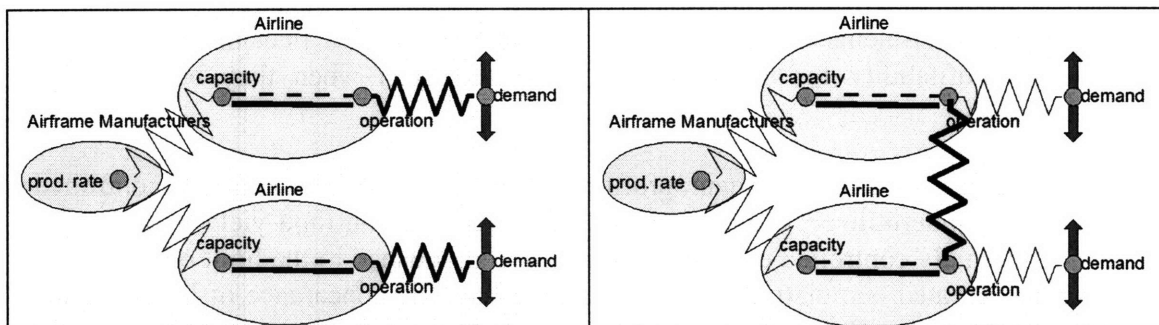 Airline
capacity
demand
operation
Airframe Manufacturers
prod. rate
Airline
capacity
demand
operation
Airline
capacity
demand
operation
Airframe Manufacturers
prod. rate
Airline
capacity
demand
operation